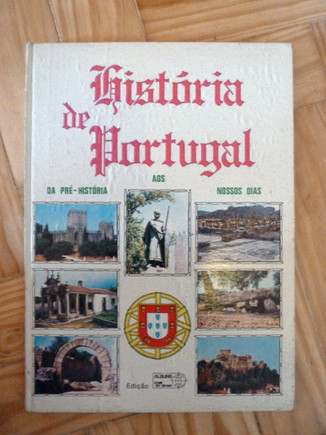 História
de
Portugal
DA PRÉ-HISTÓRIA AOS NOSSOS DIAS
Edição